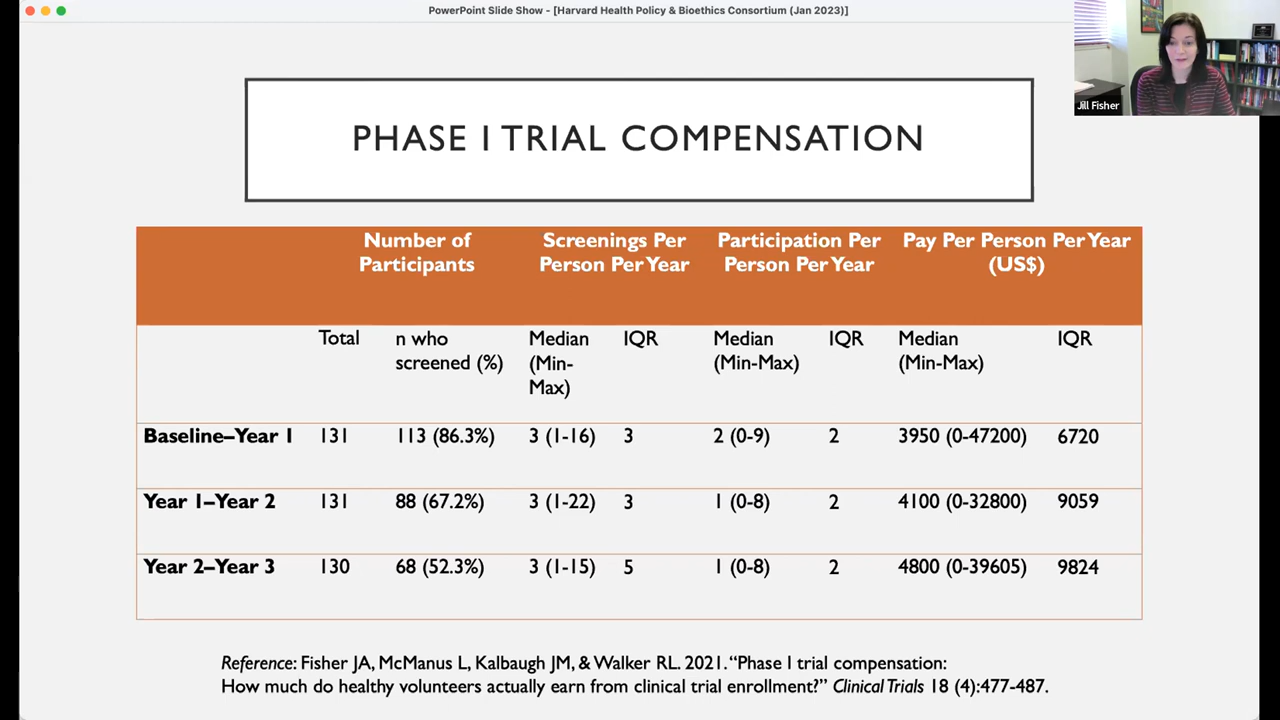 PowerPoint Slide Show - [Harvard Health Policy & Bioethics Consortium (Jan 2023)]
Jill Fisher
PHASE I TRIAL COMPENSATION
Number of Participants
Screenings Per Person Per Year
Participation Per Person Per Year
Pay Per Person Per Year (US$)
Total
n who screened (%)
Median (Min-Max)
IQR
Median (Min-Max)
IQR
Median (Min-Max)
IQR
Baseline–Year 1 131 113 (86.3%) 3 (1-16) 3 2 (0-9) 2 3950 (0-47200) 6720
Year 1–Year 2 131 88 (67.2%) 3 (1-22) 3 1 (0-8) 2 4100 (0-32800) 9059
Year 2–Year 3 130 68 (52.3%) 3 (1-15) 5 1 (0-8) 2 4800 (0-39605) 9824
Reference: Fisher JA, McManus L, Kalbaugh JM, & Walker RL. 2021. “Phase I trial compensation:
How much do healthy volunteers actually earn from clinical trial enrollment?” Clinical Trials 18 (4):477-487.